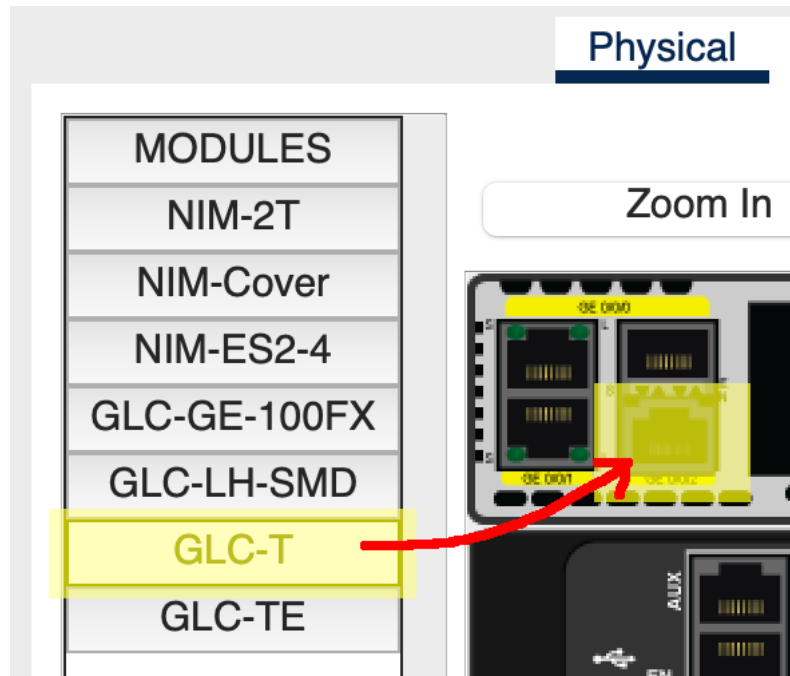 Physical
MODULES
NIM-2T
NIM-Cover
NIM-ES2-4
GLC-GE-100FX
GLC-LH-SMD
GLC-T
GLC-TE
Zoom In
GE 0/0/0
GE 0/0/1
GE 0/0/2
AUX